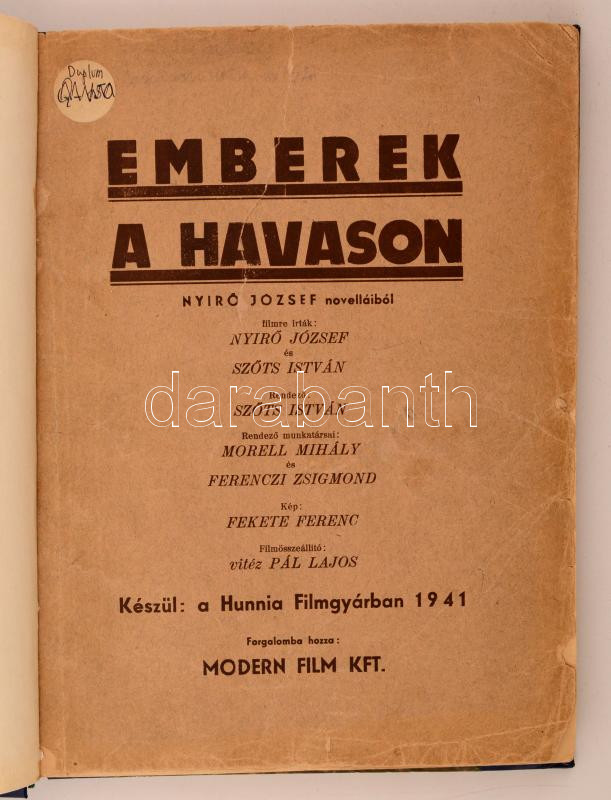 Duplum
EMBEREK
A HAVASON
NYIRŐ JÓZSEF novelláiból
filmre írták:
NYIRŐ JÓZSEF
és
SZŐTS ISTVÁN
Rendező:
SZŐTS ISTVÁN
darabanth
Rendező munkatársai:
MORELL MIHÁLY
és
FERENCZI ZSIGMOND
Kép:
FEKETE FERENC
Filmösszeállító:
vitéz PÁL LAJOS
Készül: a Hunnia Filmgyárban 1941
Forgalomba hozza:
MODERN FILM KFT.